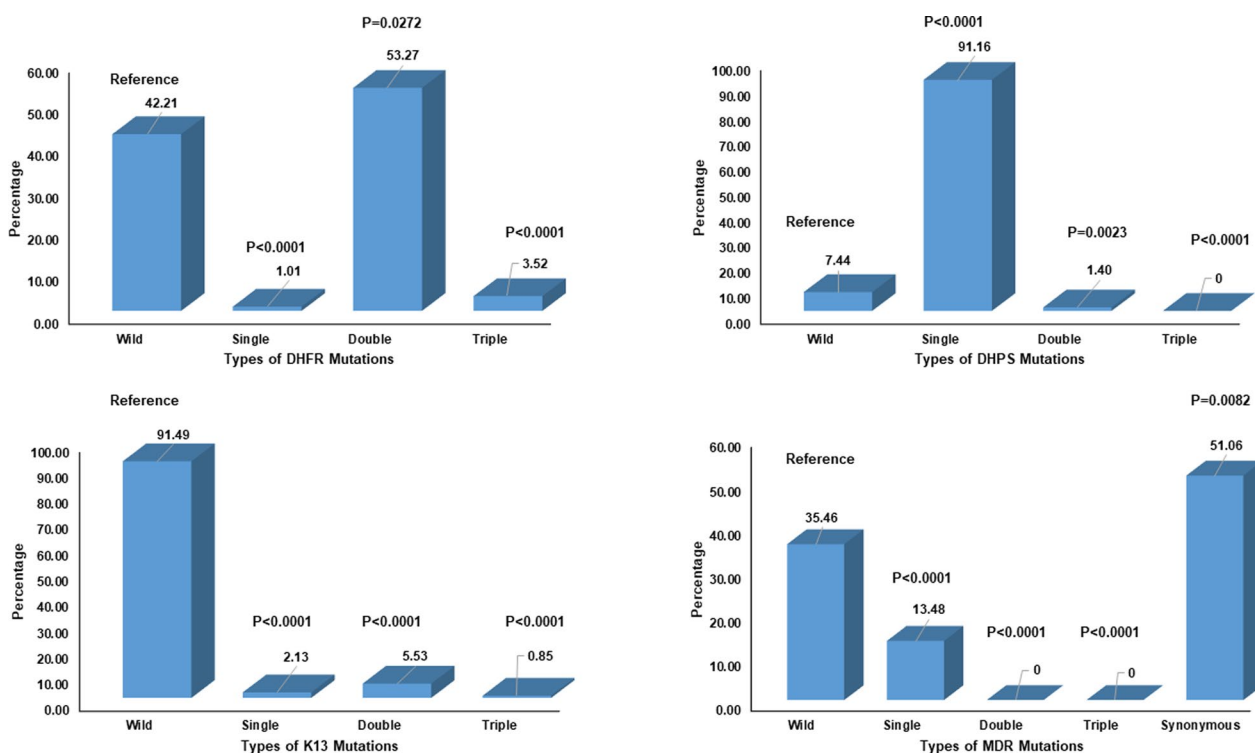 P=0.0272
60.00
50.00
40.00
30.00
20.00
10.00
0.00
Percentage
Reference
42.21
P<0.0001
1.01
53.27
P<0.0001
3.52
Wild Single Double Triple
Types of DHFR Mutations
P<0.0001
100.00
90.00
80.00
70.00
60.00
50.00
40.00
30.00
20.00
10.00
0.00
Percentage
Reference
7.44
91.16
P=0.0023
1.40
P<0.0001
0
Wild Single Double Triple
Types of DHPS Mutations
Reference
100.00
90.00
80.00
70.00
60.00
50.00
40.00
30.00
20.00
10.00
0.00
Percentage
91.49
P<0.0001
2.13
P<0.0001
5.53
P<0.0001
0.85
Wild Single Double Triple
Types of K13 Mutations
P=0.0082
60.00
50.00
40.00
30.00
20.00
10.00
0.00
Percentage
Reference
35.46
P<0.0001
13.48
P<0.0001
0
P<0.0001
0
51.06
Wild Single Double Triple Synonymous
Types of MDR Mutations